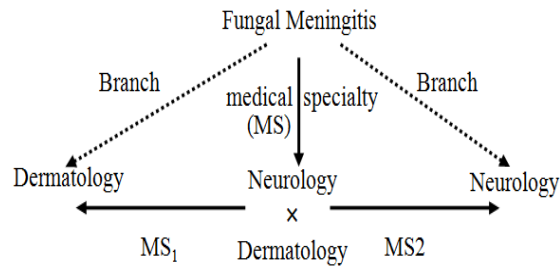 Fungal Meningitis
Branch
medical specialty
(MS)
Branch
Dermatology
Neurology
Neurology
×
Dermatology
MS₁
MS2